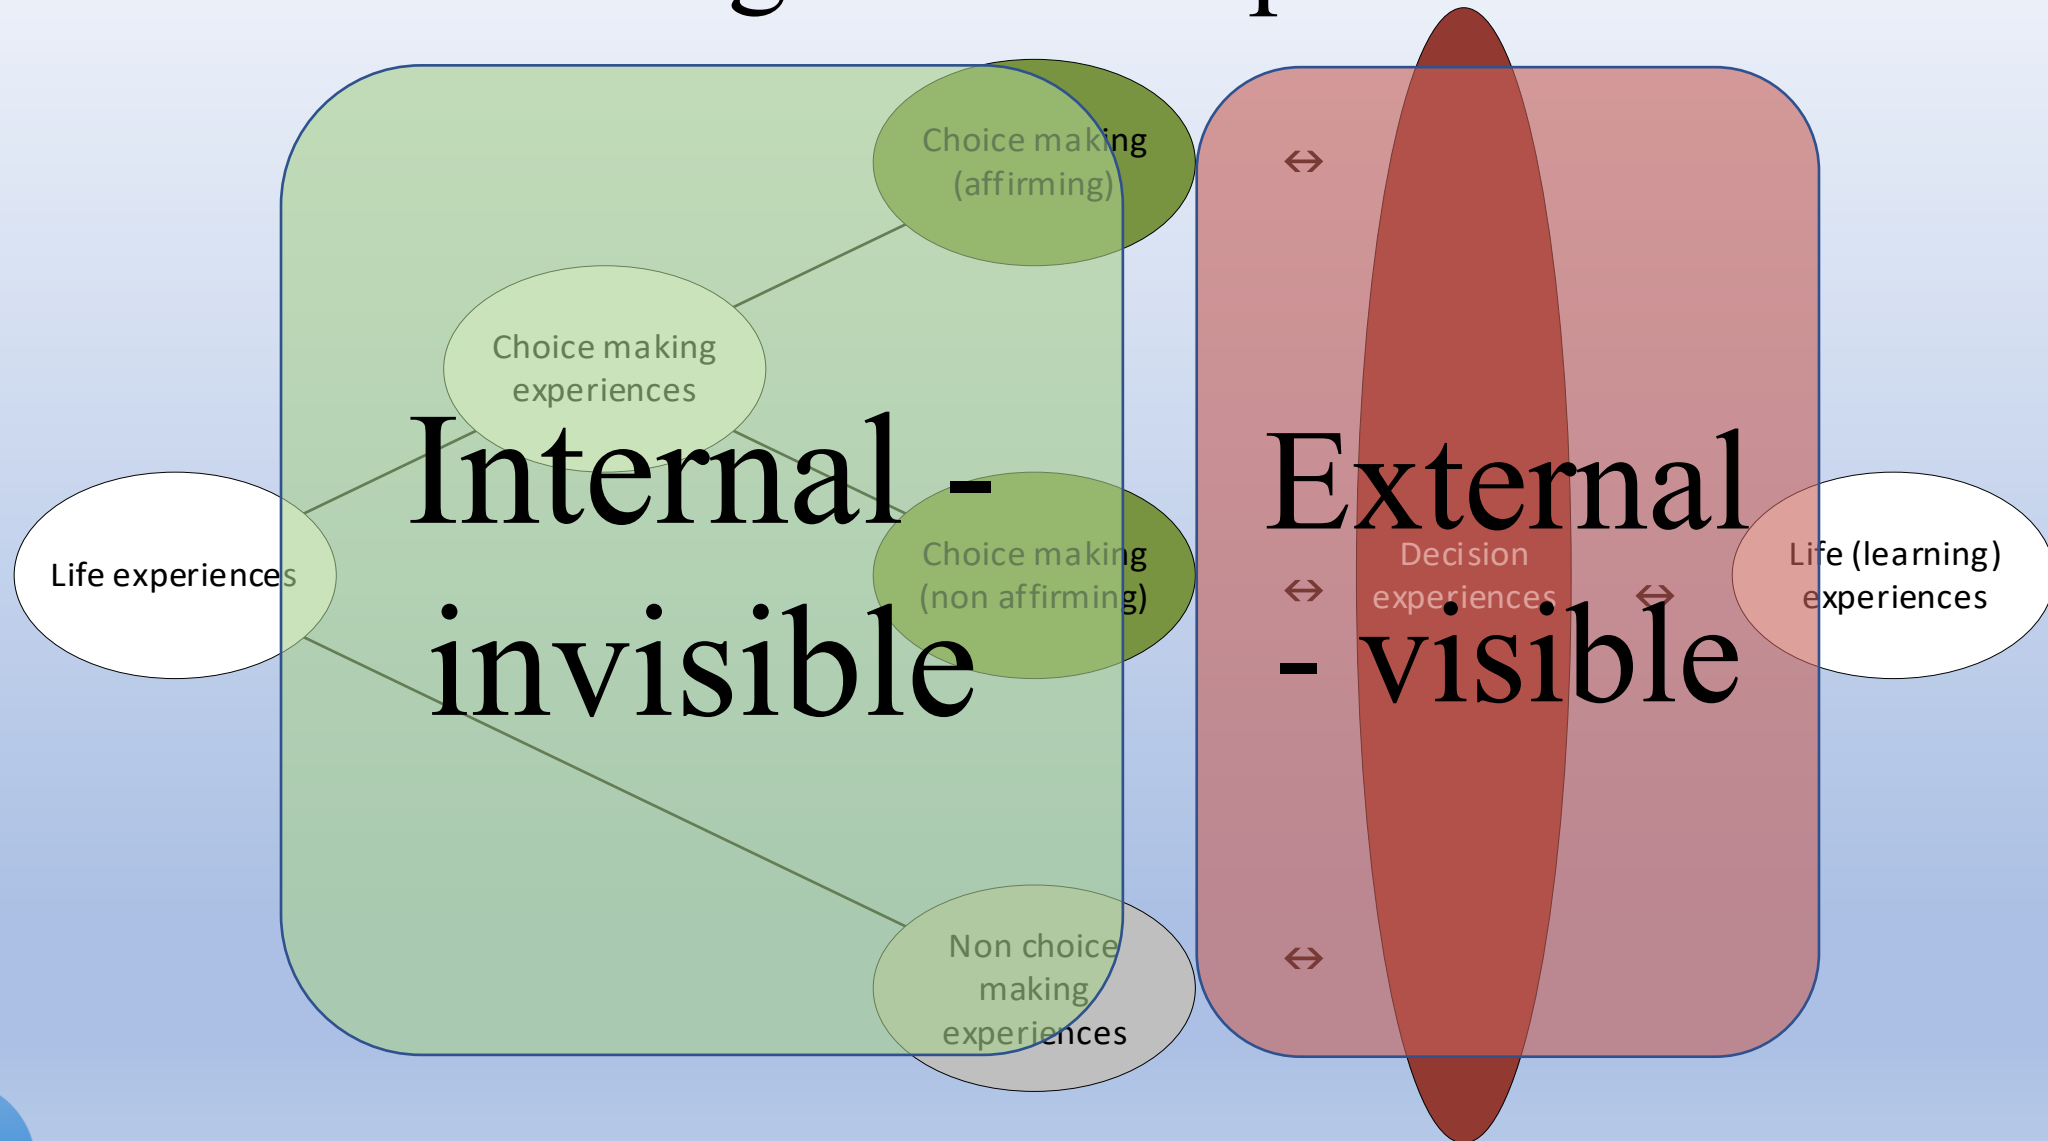 Choice making
(affirming)
↔
Choice making
experiences
Internal -
invisible
External
- visible
Life experiences
Choice making
(non affirming)
↔
Decision
experiences
↔
Life (learning)
experiences
Non choice
making
experiences
↔